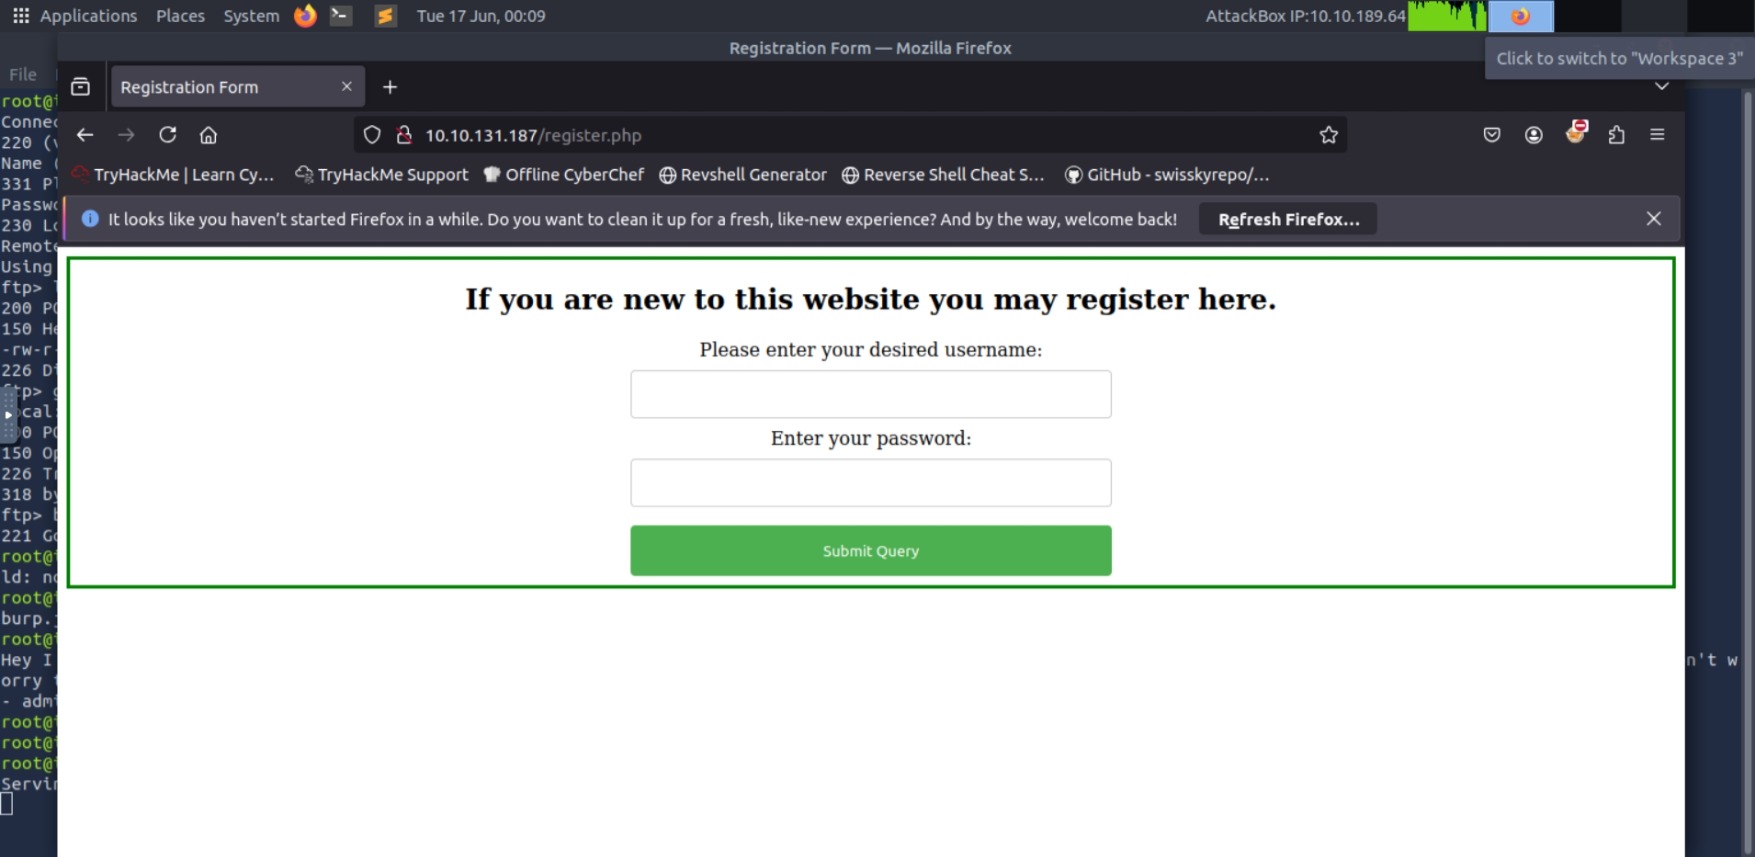 Applications Places System Tue 17 Jun, 00:09 AttackBox IP:10.10.189.64
Registration Form — Mozilla Firefox
Click to switch to "Workspace 3"
File
Registration Form
10.10.131.187/register.php
TryHackMe | Learn Cy... TryHackMe Support Offline CyberChef Revshell Generator Reverse Shell Cheat S... GitHub - swisskyrepo/...
It looks like you haven't started Firefox in a while. Do you want to clean it up for a fresh, like-new experience? And by the way, welcome back! Refresh Firefox...
If you are new to this website you may register here.
Please enter your desired username:
Enter your password:
Submit Query
root@
Connec
220 (v
Name (
331 Pl
Passwo
230 Lo
Remote
Using
ftp>
200 PO
150 He
-rw-r-
226 Di
ftp> g
ocal:
0 PO
150 Op
226 Tr
318 by
ftp> b
221 Go
root@
ld: no
root@
burp.j
root@
Hey I n't w
orry
- adm
root@
root@
root@
Servin